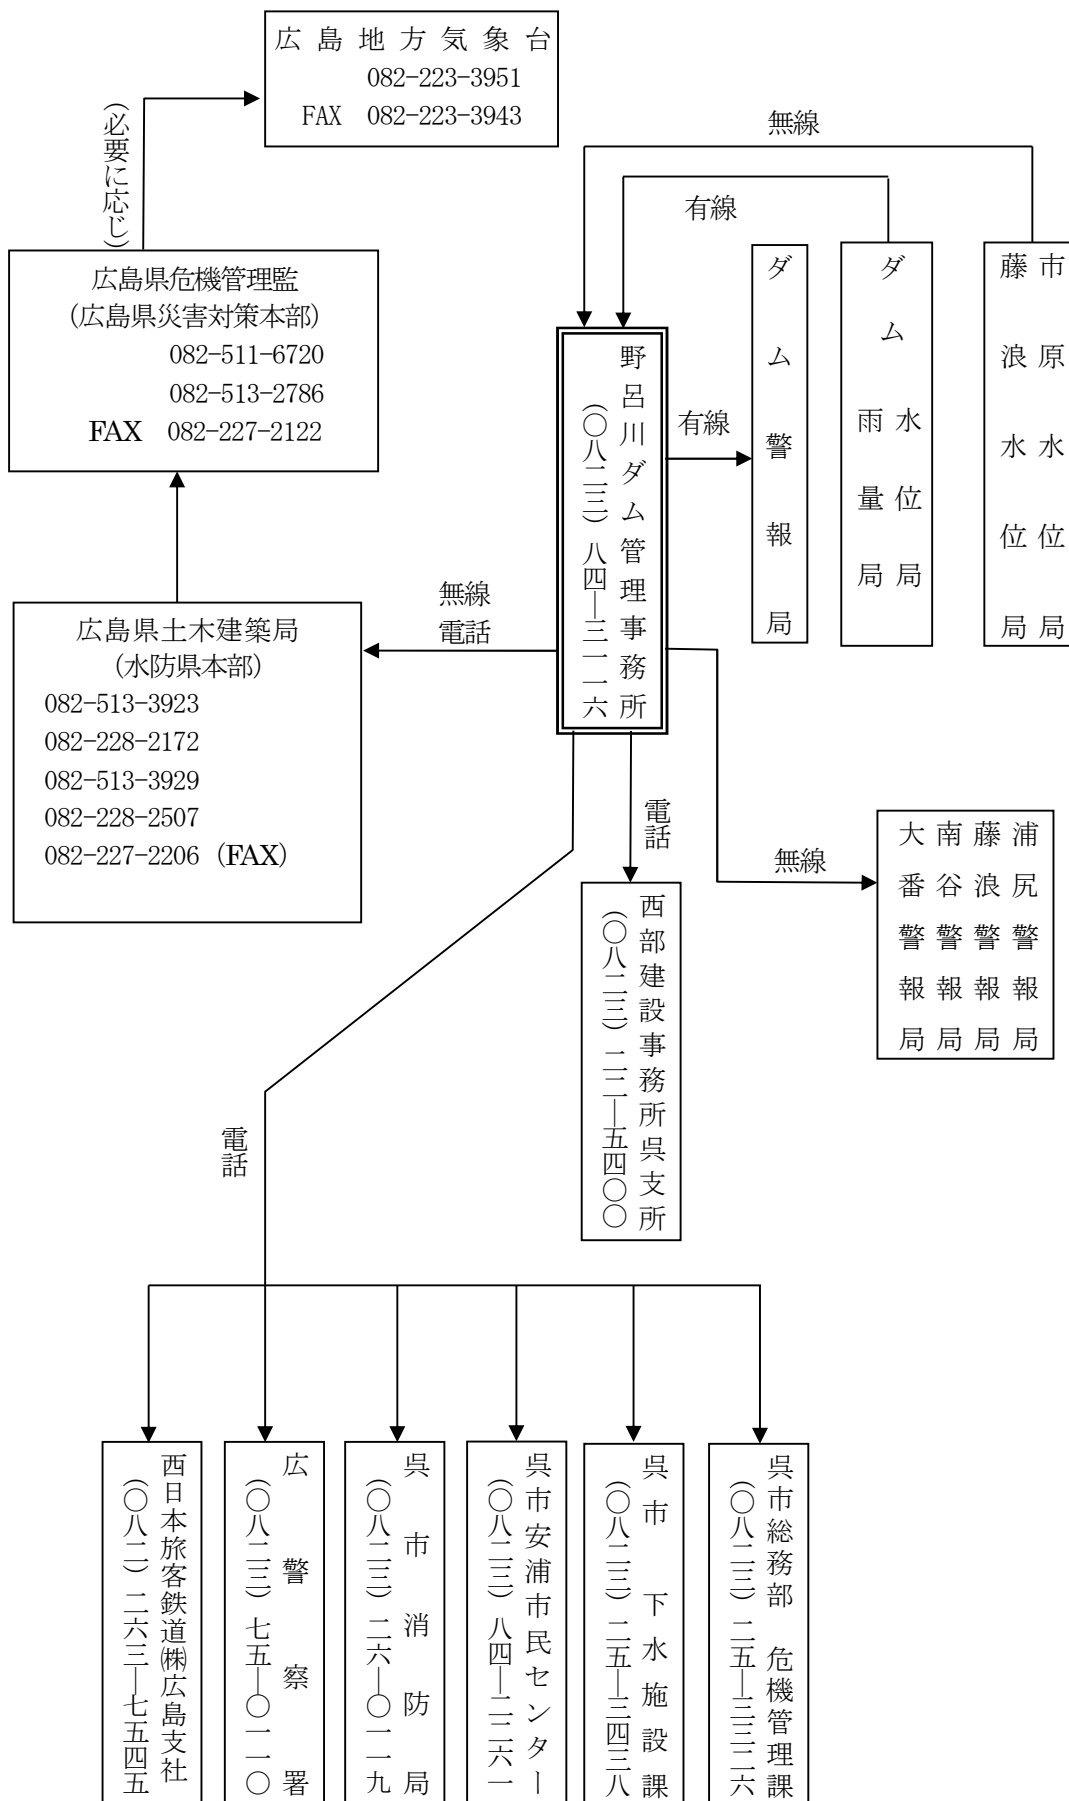 広島地方気象台
082-223-3951
FAX 082-223-3943
(必要に応じ)
無線
有線
広島県危機管理監
(広島県災害対策本部)
082-511-6720
082-513-2786
FAX 082-227-2122
野呂川ダム管理事務所
(〇八二三)八四―三一一六
有線
ダム警報局
ダム水位局
雨量局
市原水位局
藤浪水位局
無線
電話
広島県土木建築局
(水防県本部)
082-513-3923
082-228-2172
082-513-3929
082-228-2507
082-227-2206 (FAX)
電話
西部建設事務所呉支所
(〇八二三)二二―五四〇〇
無線
浦尻警報局
藤浪警報局
南谷警報局
大番警報局
電話
呉市総務部 危機管理課
(〇八二三)二五―三三二六
呉市 下水施設課
(〇八二三)二五―三四三八
呉市安浦市民センター
(〇八二三)八四―二二六一
呉市消防局
(〇八二三)二六―〇一一九
広警察署
(〇八二三)七五―〇一一〇
西日本旅客鉄道㈱広島支社
(〇八二)二六三―七五四五